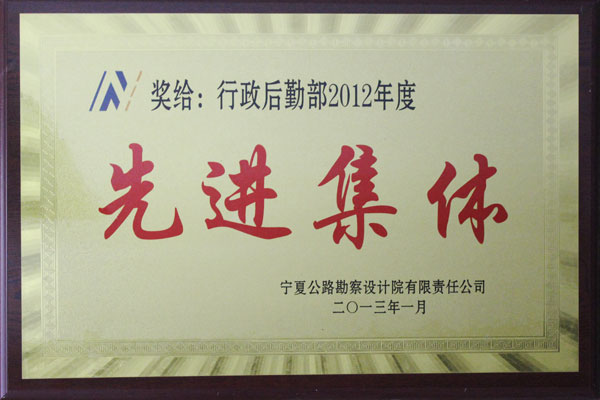 奖给：行政后勤部2012年度
先进集体
宁夏公路勘察设计院有限责任公司
二〇一三年一月